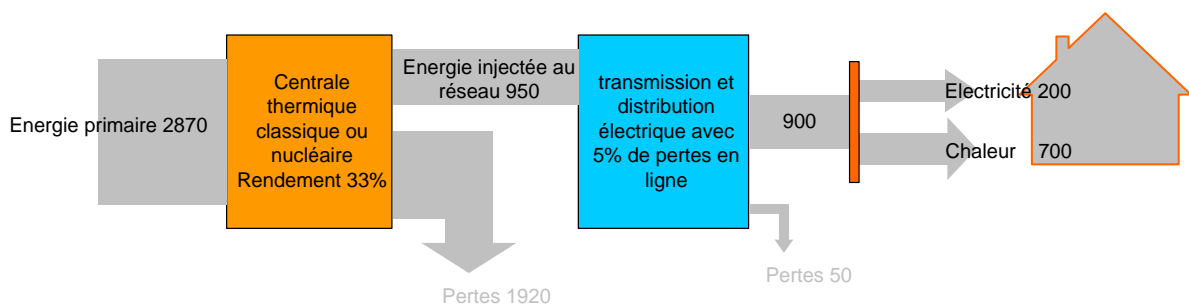 Energie primaire 2870
Centrale
thermique
classique ou
nucléaire
Rendement 33%
Energie injectée au
réseau 950
Pertes 1920
transmission et
distribution
électrique avec
5% de pertes en
ligne
Pertes 50
900
Electricité 200
Chaleur 700